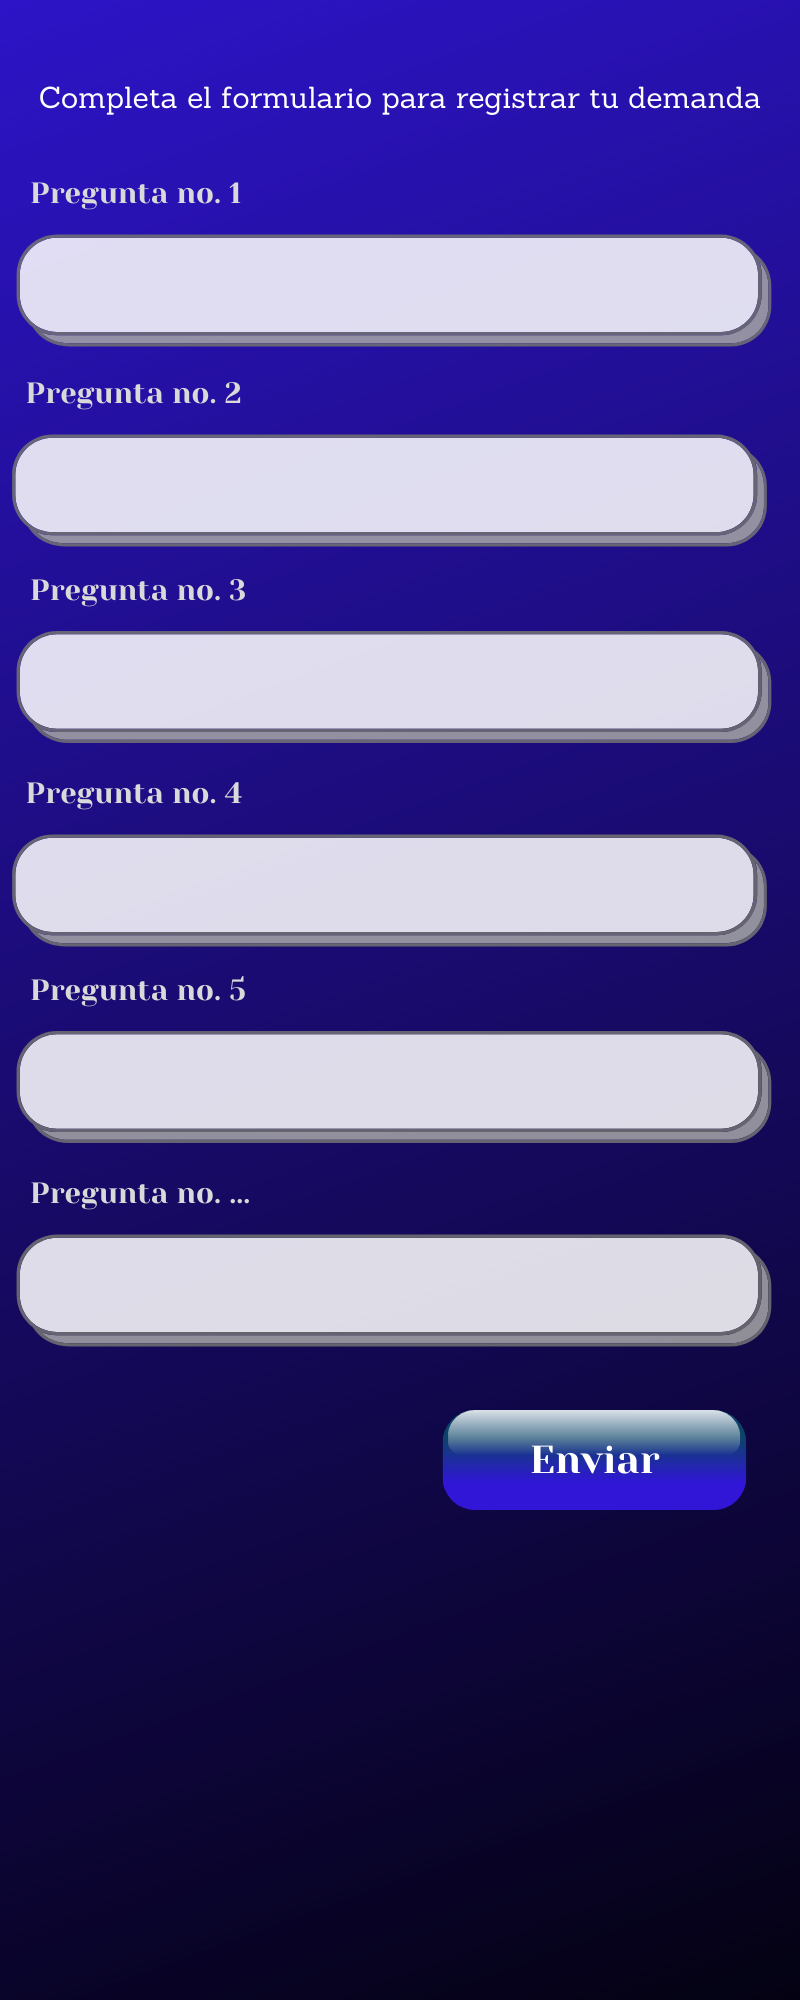 Completa el formulario para registrar tu demanda
Pregunta no. 1
Pregunta no. 2
Pregunta no. 3
Pregunta no. 4
Pregunta no. 5
Pregunta no. ...
Enviar